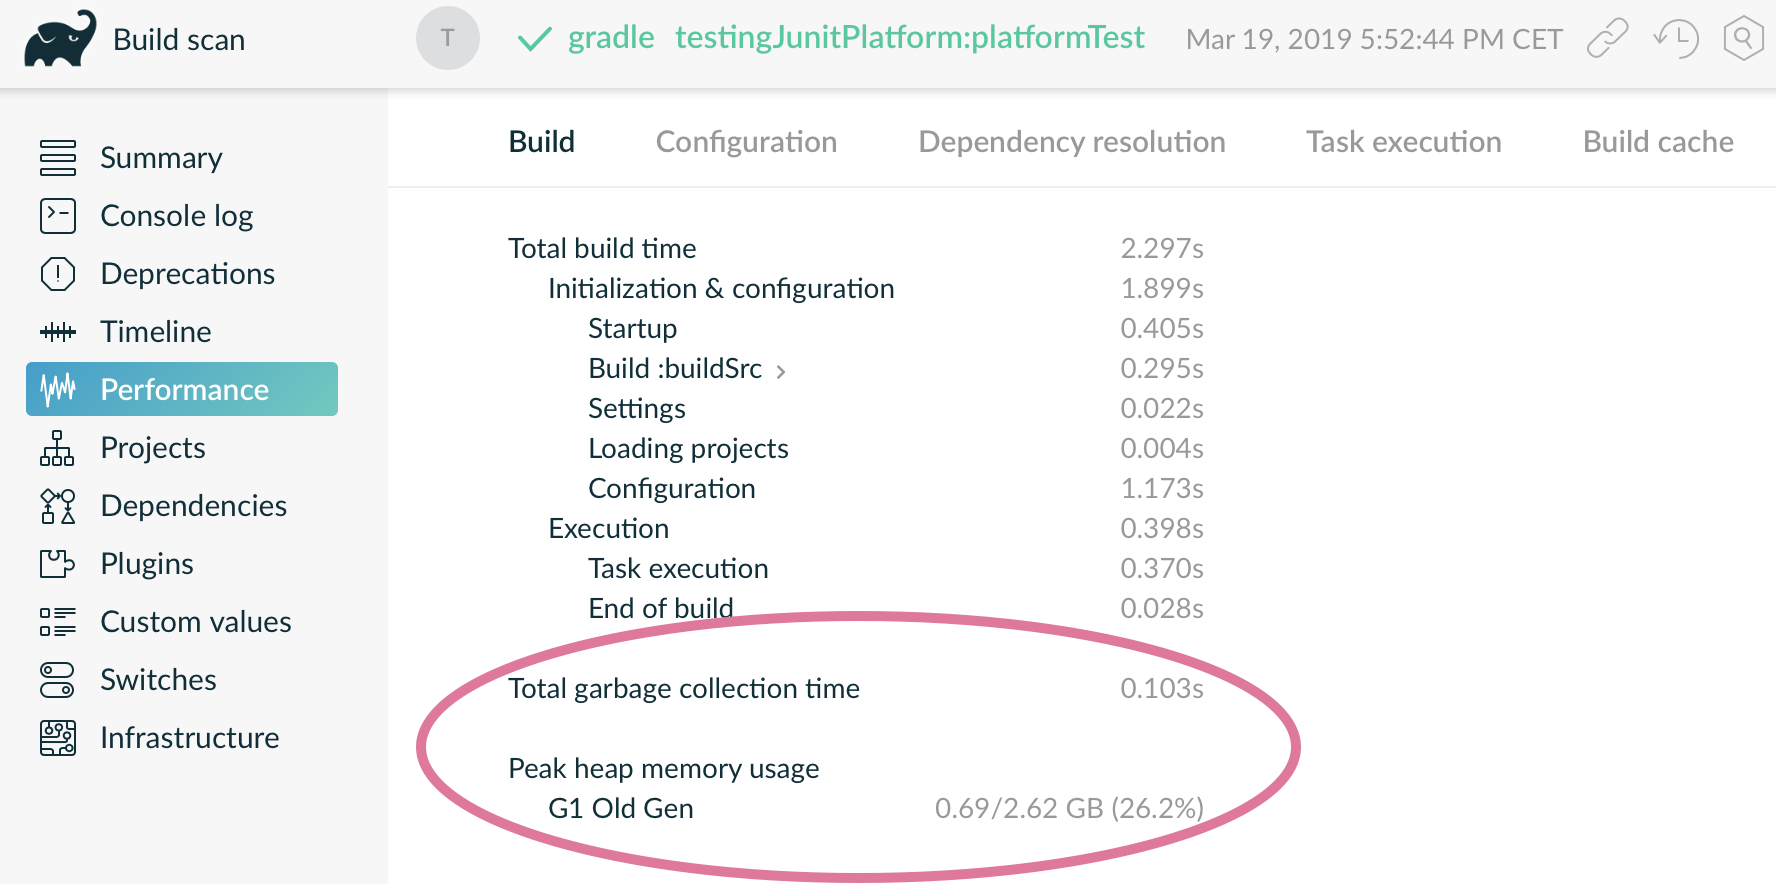 Build scan
T
gradle testingJunitPlatform:platformTest Mar 19, 2019 5:52:44 PM CET
Summary
Console log
Deprecations
Timeline
Performance
Projects
Dependencies
Plugins
Custom values
Switches
Infrastructure
Build Configuration Dependency resolution Task execution Build cache
Total build time 2.297s
Initialization & configuration 1.899s
Startup 0.405s
Build :buildSrc > 0.295s
Settings 0.022s
Loading projects 0.004s
Configuration 1.173s
Execution 0.398s
Task execution 0.370s
End of build 0.028s
Total garbage collection time 0.103s
Peak heap memory usage
G1 Old Gen 0.69/2.62 GB (26.2%)